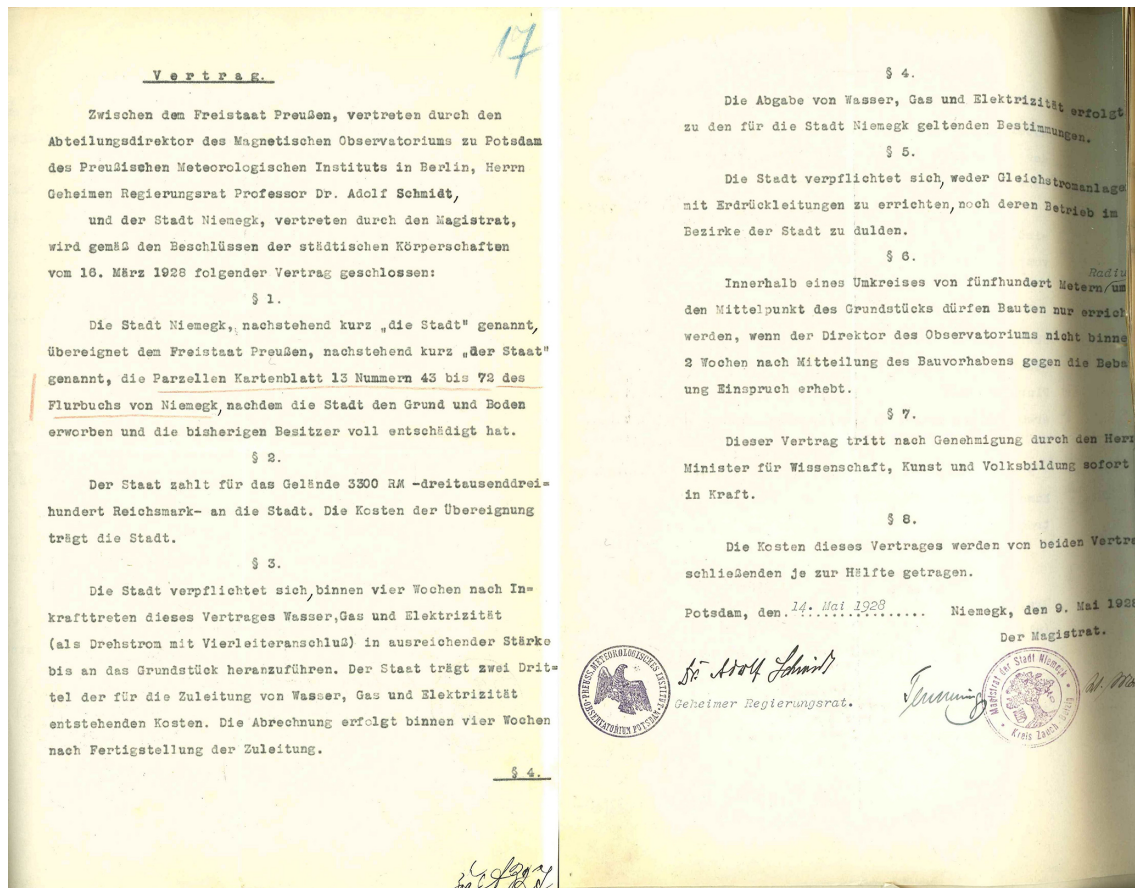 17
Vertrag.
Zwischen dem Freistaat Preußen, vertreten durch den
Abteilungsdirektor des Magnetischen Observatoriums zu Potsdam
des Preußischen Meteorologischen Instituts in Berlin, Herrn
Geheimen Regierungsrat Professor Dr. Adolf Schmidt,
und der Stadt Niemegk, vertreten durch den Magistrat,
wird gemäß den Beschlüssen der städtischen Körperschaften
vom 16. März 1928 folgender Vertrag geschlossen:
§ 1.
Die Stadt Niemegk, nachstehend kurz „die Stadt" genannt,
übereignet dem Freistaat Preußen, nachstehend kurz „der Staat"
genannt, die Parzellen Kartenblatt 13 Nummern 43 bis 72 des
Flurbuchs von Niemegk, nachdem die Stadt den Grund und Boden
erworben und die bisherigen Besitzer voll entschädigt hat.
§ 2.
Der Staat zahlt für das Gelände 3300 RM -dreitausenddrei=
hundert Reichsmark- an die Stadt. Die Kosten der Übereignung
trägt die Stadt.
§ 3.
Die Stadt verpflichtet sich, binnen vier Wochen nach In=
krafttreten dieses Vertrages Wasser,Gas und Elektrizität
(als Drehstrom mit Vierleiteranschluß) in ausreichender Stärke
bis an das Grundstück heranzuführen. Der Staat trägt zwei Drit=
tel der für die Zuleitung von Wasser, Gas und Elektrizität
entstehenden Kosten. Die Abrechnung erfolgt binnen vier Wochen
nach Fertigstellung der Zuleitung.
§ 4.
§ 4.
Die Abgabe von Wasser, Gas und Elektrizität erfolgt
zu den für die Stadt Niemegk geltenden Bestimmungen.
§ 5.
Die Stadt verpflichtet sich, weder Gleichstromanlagen
mit Erdrückleitungen zu errichten, noch deren Betrieb im
Bezirke der Stadt zu dulden.
§ 6.
Radiu
Innerhalb eines Umkreises von fünfhundert Metern/um
den Mittelpunkt des Grundstücks dürfen Bauten nur errich
werden, wenn der Direktor des Observatoriums nicht binne
2 Wochen nach Mitteilung des Bauvorhabens gegen die Beba
ung Einspruch erhebt.
§ 7.
Dieser Vertrag tritt nach Genehmigung durch den Herr
Minister für Wissenschaft, Kunst und Volksbildung sofort
in Kraft.
§ 8.
Die Kosten dieses Vertrages werden von beiden Vertra
schließenden je zur Hälfte getragen.
Potsdam, den 14. Mai 1928 Niemegk, den 9. Mai 1928
Der Magistrat.
PREUSS. METEOROLOGISCHES INSTITUT
OBSERVATORIUM POTSDAM
Dr. Adolf Schmidt
Geheimer Regierungsrat.
Magistrat der Stadt Niemegk
Kreis Zauch-Belzig